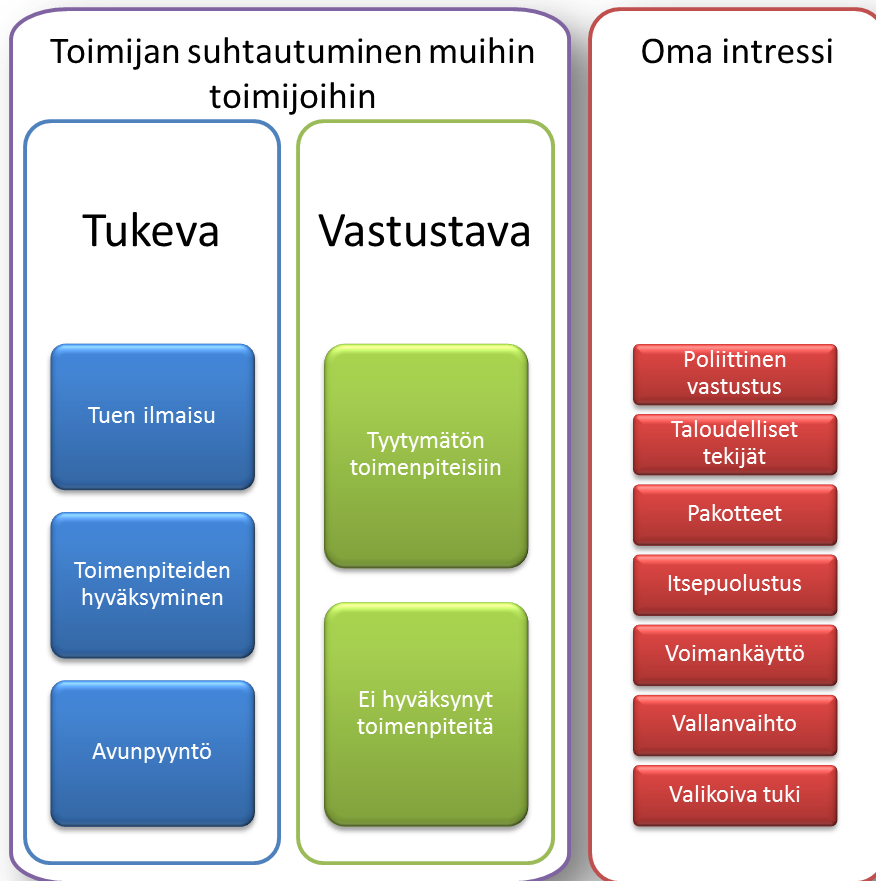 Toimijan suhtautuminen muihin
toimijoihin
Tukeva
Tuen ilmaisu
Toimenpiteiden
hyväksyminen
Avunpyyntö
Vastustava
Tyytymätön
toimenpiteisiin
Ei hyväksynyt
toimenpiteitä
Oma intressi
Poliittinen
vastustus
Taloudelliset
tekijät
Pakotteet
Itsepuolustus
Voimankäyttö
Vallanvaihto
Valikoiva tuki